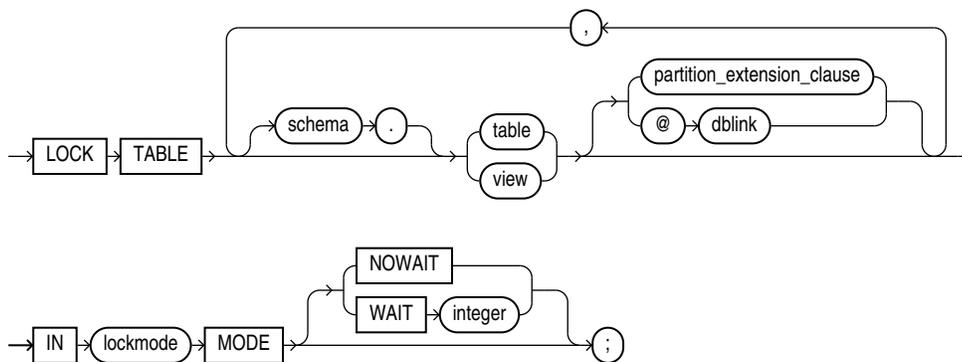 ,
partition_extension_clause
schema . table @ dblink
LOCK TABLE view
NOWAIT
WAIT integer
IN lockmode MODE ;